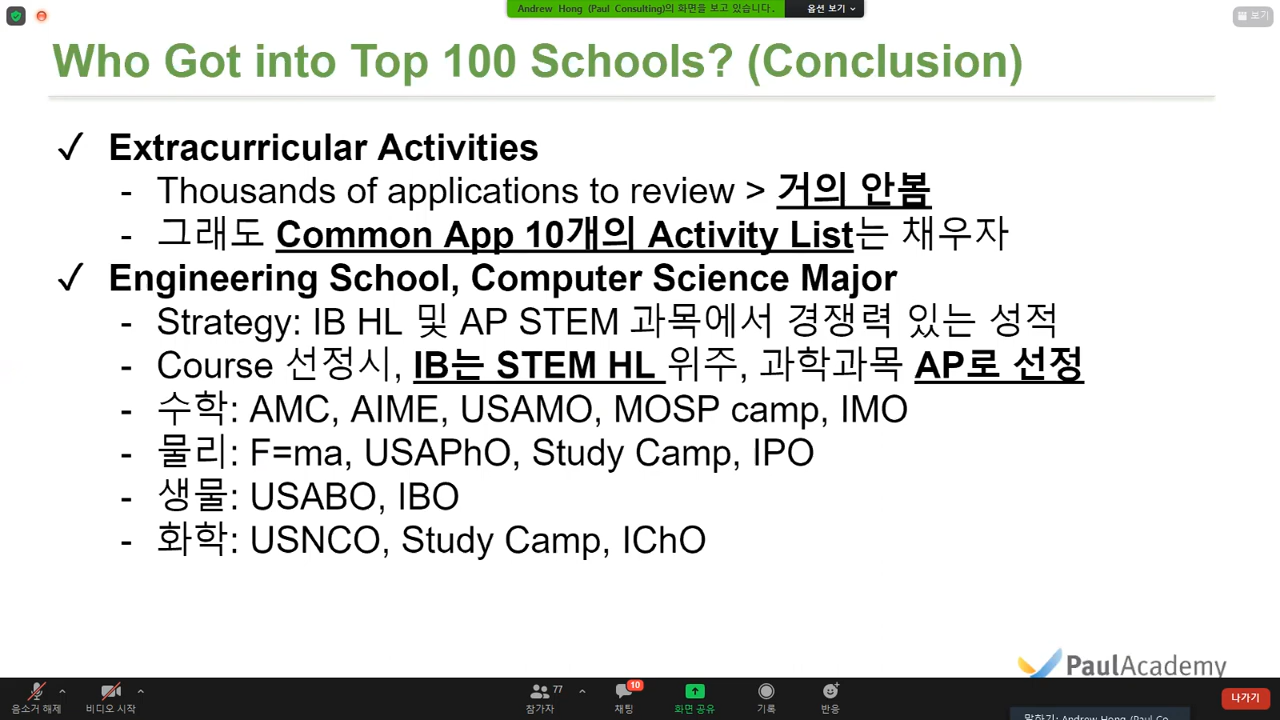 Andrew Hong (Paul Consulting)의 화면을 보고 있습니다.
옵션 보기
보기
Who Got into Top 100 Schools? (Conclusion)
✓ Extracurricular Activities
- Thousands of applications to review > 거의 안봄
- 그래도 Common App 10개의 Activity List는 채우자
✓ Engineering School, Computer Science Major
- Strategy: IB HL 및 AP STEM 과목에서 경쟁력 있는 성적
- Course 선정시, IB는 STEM HL 위주, 과학과목 AP로 선정
- 수학: AMC, AIME, USAMO, MOSP camp, IMO
- 물리: F=ma, USAPhO, Study Camp, IPO
- 생물: USABO, IBO
- 화학: USNCO, Study Camp, IChO
PaulAcademy
음소거 해제
비디오 시작
77
참가자
10
채팅
화면 공유
기록
반응
나가기
말하기: Andrew Hong (Paul Co...